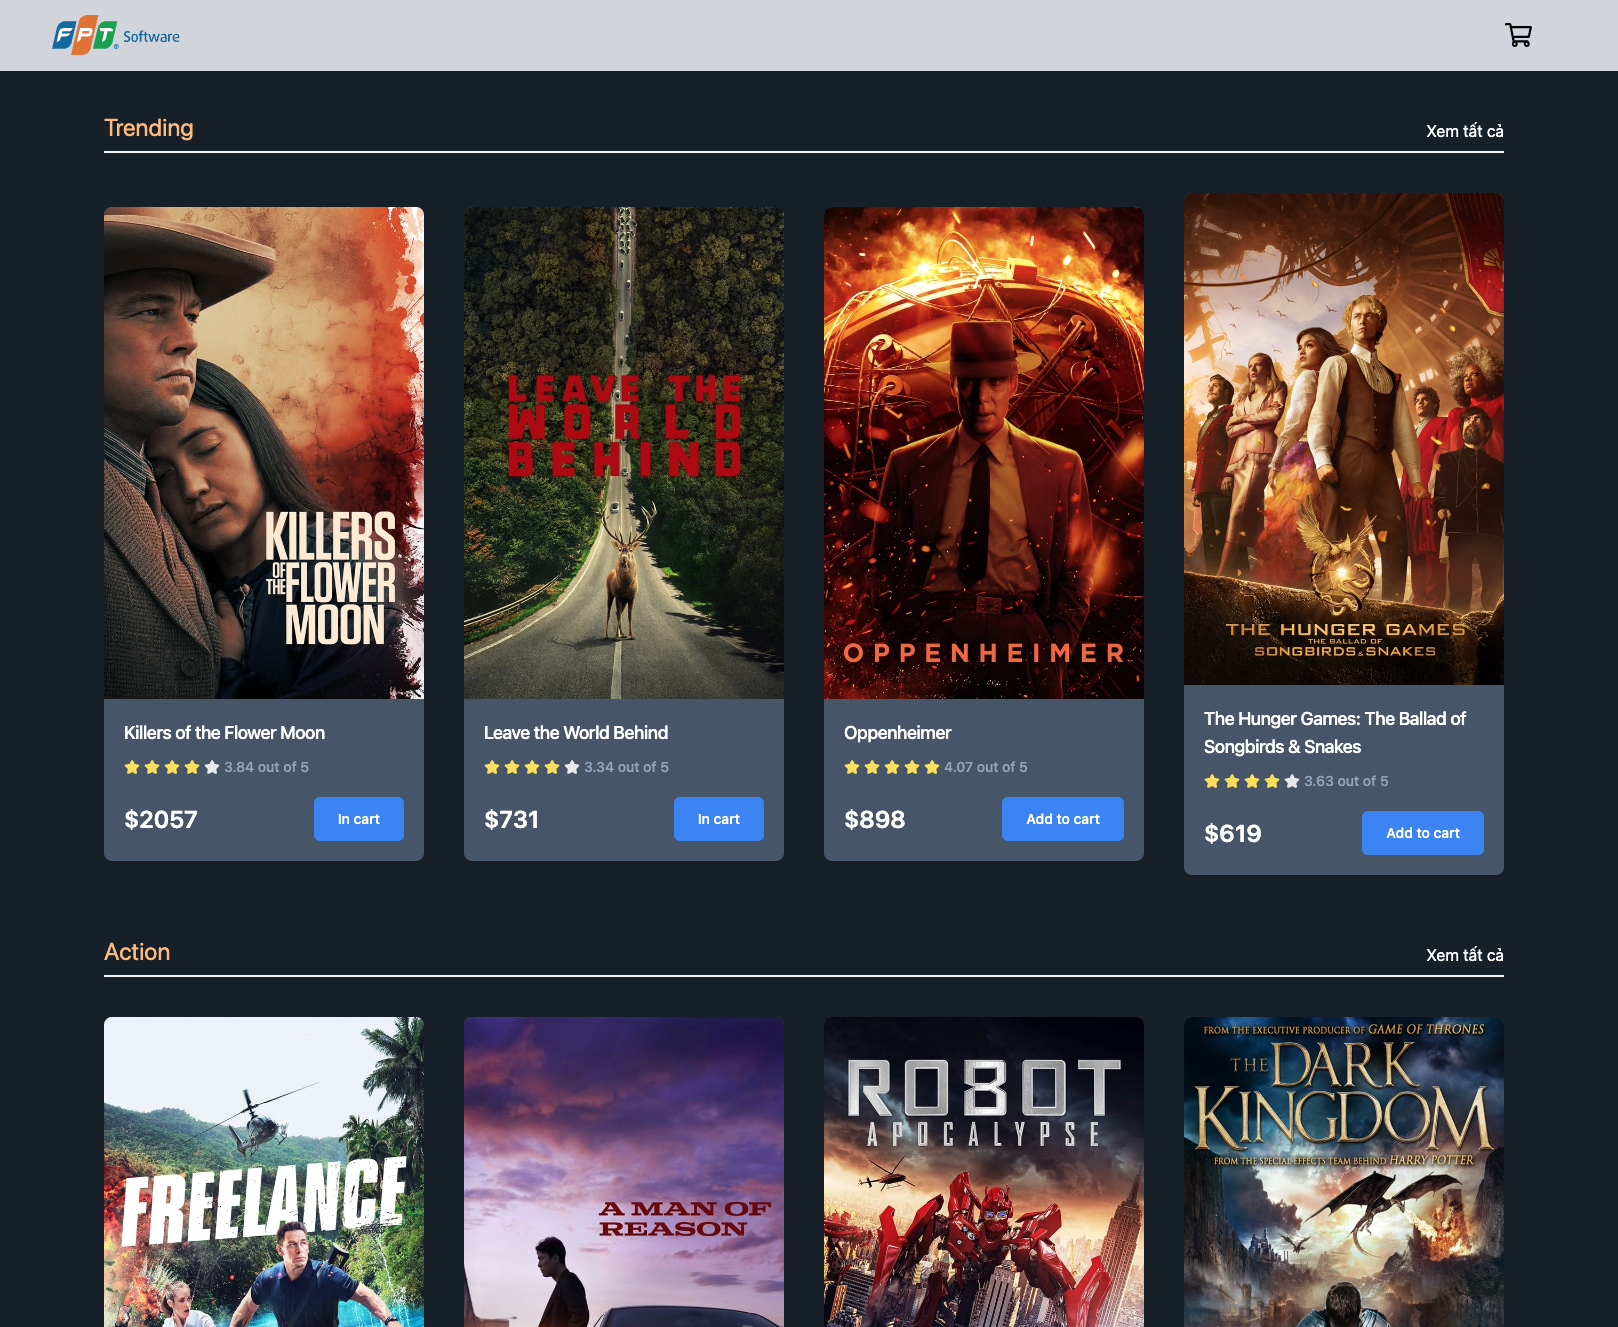 FPT Software
Trending
Xem tất cả
KILLERS
OF THE FLOWER
MOON
LEAVE THE
WORLD
BEHIND
OPPENHEIMER
THE HUNGER GAMES
THE BALLAD OF
SONGBIRDS & SNAKES
Killers of the Flower Moon
3.84 out of 5
$2057
In cart
Leave the World Behind
3.34 out of 5
$731
In cart
Oppenheimer
4.07 out of 5
$898
Add to cart
The Hunger Games: The Ballad of
Songbirds & Snakes
3.63 out of 5
$619
Add to cart
Action
Xem tất cả
FREELANCE
A MAN OF
REASON
ROBOT
APOCALYPSE
FROM THE EXECUTIVE PRODUCER OF GAME OF THRONES
THE DARK
KINGDOM
FROM THE SPECIAL EFFECTS TEAM BEHIND HARRY POTTER